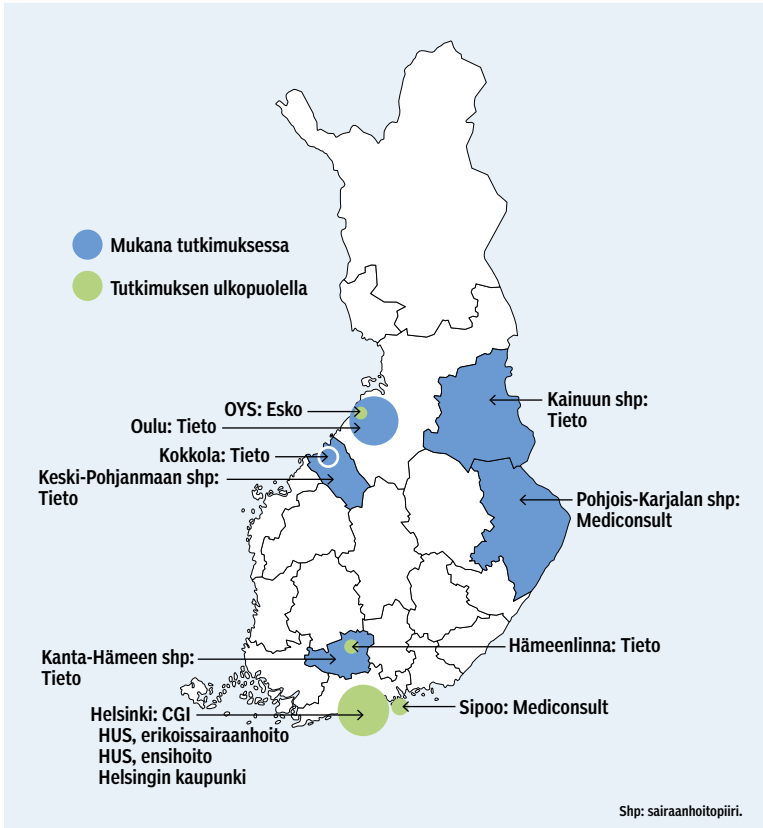 Mukana tutkimuksessa
Tutkimuksen ulkopuolella
OYS: Esko
Oulu: Tieto
Kokkola: Tieto
Keski-Pohjanmaan shp:
Tieto
Kainuun shp:
Tieto
Pohjois-Karjalan shp:
Mediconsult
Hämeenlinna: Tieto
Kanta-Hämeen shp:
Tieto
Sipoo: Mediconsult
Helsinki: CGI
HUS, erikoissairaanhoito
HUS, ensihoito
Helsingin kaupunki
Shp: sairaanhoitopiiri.